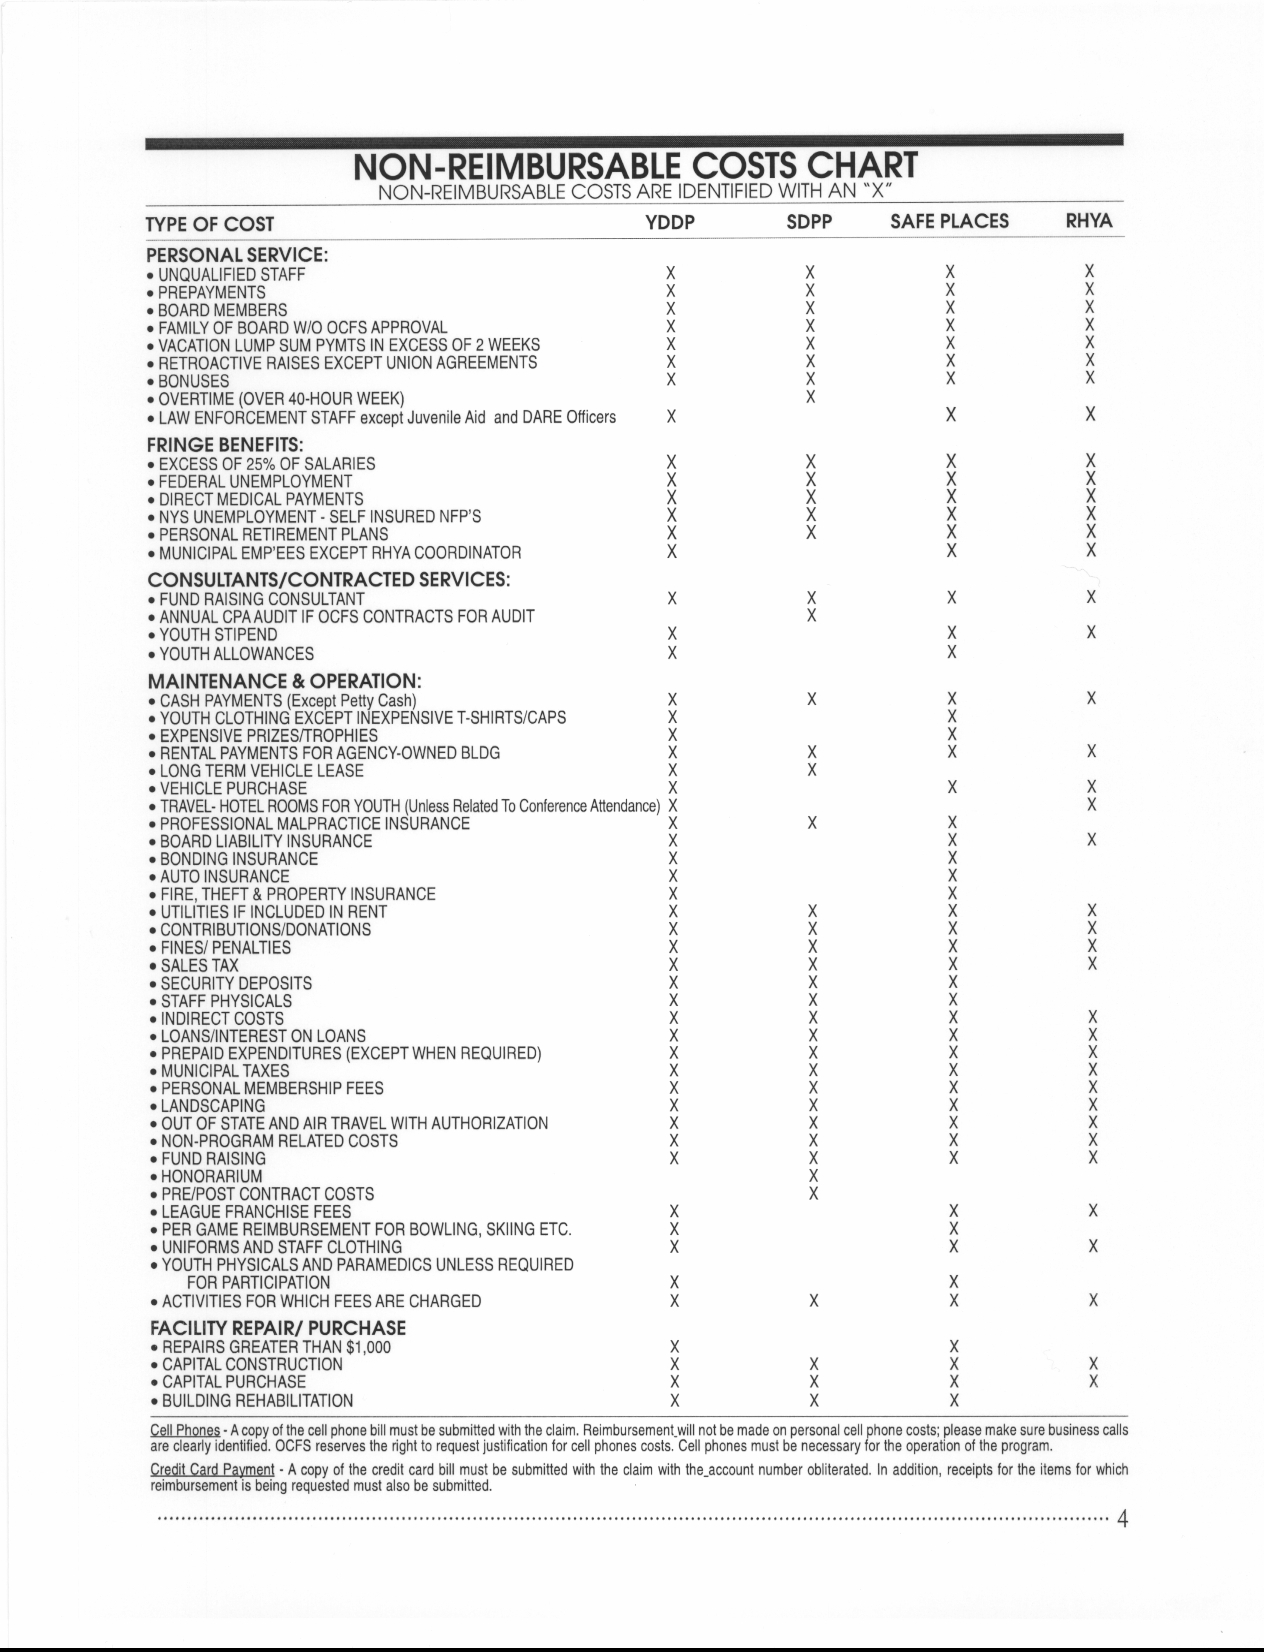 NON-REIMBURSABLE COSTS CHART
NON-REIMBURSABLE COSTS ARE IDENTIFIED WITH AN "X"
TYPE OF COST YDDP SDPP SAFE PLACES RHYA
PERSONAL SERVICE:
• UNQUALIFIED STAFF X X X X
• PREPAYMENTS X X X X
• BOARD MEMBERS X X X X
• FAMILY OF BOARD W/O OCFS APPROVAL X X X X
• VACATION LUMP SUM PYMTS IN EXCESS OF 2 WEEKS X X X X
• RETROACTIVE RAISES EXCEPT UNION AGREEMENTS X X X X
• BONUSES X X X X
• OVERTIME (OVER 40-HOUR WEEK) X
• LAW ENFORCEMENT STAFF except Juvenile Aid and DARE Officers X X X
FRINGE BENEFITS:
• EXCESS OF 25% OF SALARIES X X X X
• FEDERAL UNEMPLOYMENT X X X X
• DIRECT MEDICAL PAYMENTS X X X X
• NYS UNEMPLOYMENT - SELF INSURED NFP'S X X X X
• PERSONAL RETIREMENT PLANS X X X X
• MUNICIPAL EMP'EES EXCEPT RHYA COORDINATOR X X X
CONSULTANTS/CONTRACTED SERVICES:
• FUND RAISING CONSULTANT X X X X
• ANNUAL CPA AUDIT IF OCFS CONTRACTS FOR AUDIT X
• YOUTH STIPEND X X X
• YOUTH ALLOWANCES X X
MAINTENANCE & OPERATION:
• CASH PAYMENTS (Except Petty Cash) X X X X
• YOUTH CLOTHING EXCEPT INEXPENSIVE T-SHIRTS/CAPS X X
• EXPENSIVE PRIZES/TROPHIES X X
• RENTAL PAYMENTS FOR AGENCY-OWNED BLDG X X X X
• LONG TERM VEHICLE LEASE X X
• VEHICLE PURCHASE X X X
• TRAVEL- HOTEL ROOMS FOR YOUTH (Unless Related To Conference Attendance) X X
• PROFESSIONAL MALPRACTICE INSURANCE X X X
• BOARD LIABILITY INSURANCE X X X
• BONDING INSURANCE X X
• AUTO INSURANCE X X
• FIRE, THEFT & PROPERTY INSURANCE X X
• UTILITIES IF INCLUDED IN RENT X X X X
• CONTRIBUTIONS/DONATIONS X X X X
• FINES/ PENALTIES X X X X
• SALES TAX X X X X
• SECURITY DEPOSITS X X X
• STAFF PHYSICALS X X X
• INDIRECT COSTS X X X X
• LOANS/INTEREST ON LOANS X X X X
• PREPAID EXPENDITURES (EXCEPT WHEN REQUIRED) X X X X
• MUNICIPAL TAXES X X X X
• PERSONAL MEMBERSHIP FEES X X X X
• LANDSCAPING X X X X
• OUT OF STATE AND AIR TRAVEL WITH AUTHORIZATION X X X X
• NON-PROGRAM RELATED COSTS X X X X
• FUND RAISING X X X X
• HONORARIUM X
• PRE/POST CONTRACT COSTS X
• LEAGUE FRANCHISE FEES X X X
• PER GAME REIMBURSEMENT FOR BOWLING, SKIING ETC. X X
• UNIFORMS AND STAFF CLOTHING X X X
• YOUTH PHYSICALS AND PARAMEDICS UNLESS REQUIRED
FOR PARTICIPATION X X
• ACTIVITIES FOR WHICH FEES ARE CHARGED X X X X
FACILITY REPAIR/ PURCHASE
• REPAIRS GREATER THAN $1,000 X X
• CAPITAL CONSTRUCTION X X X X
• CAPITAL PURCHASE X X X X
• BUILDING REHABILITATION X X X
Cell Phones - A copy of the cell phone bill must be submitted with the claim. Reimbursement will not be made on personal cell phone costs; please make sure business calls
are clearly identified. OCFS reserves the right to request justification for cell phones costs. Cell phones must be necessary for the operation of the program.
Credit Card Payment - A copy of the credit card bill must be submitted with the claim with the account number obliterated. In addition, receipts for the items for which
reimbursement is being requested must also be submitted.
4